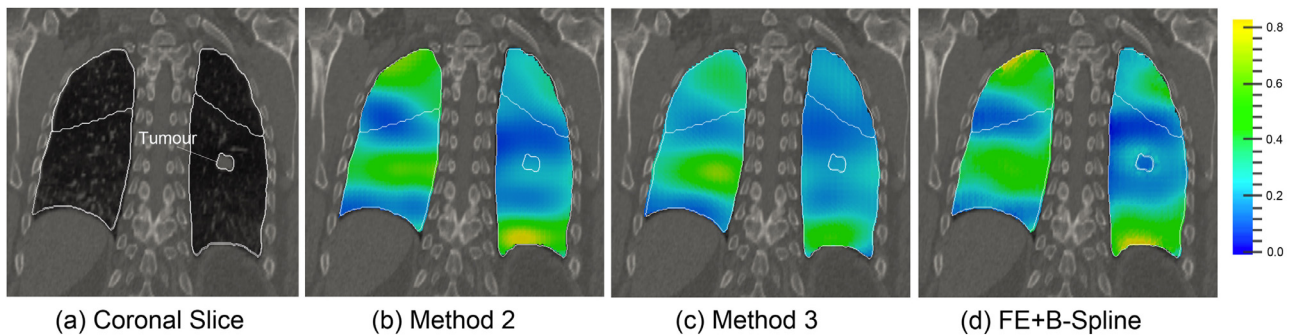 Tumour
0.8
0.6
0.4
0.2
0.0
(a) Coronal Slice
(b) Method 2
(c) Method 3
(d) FE+B-Spline